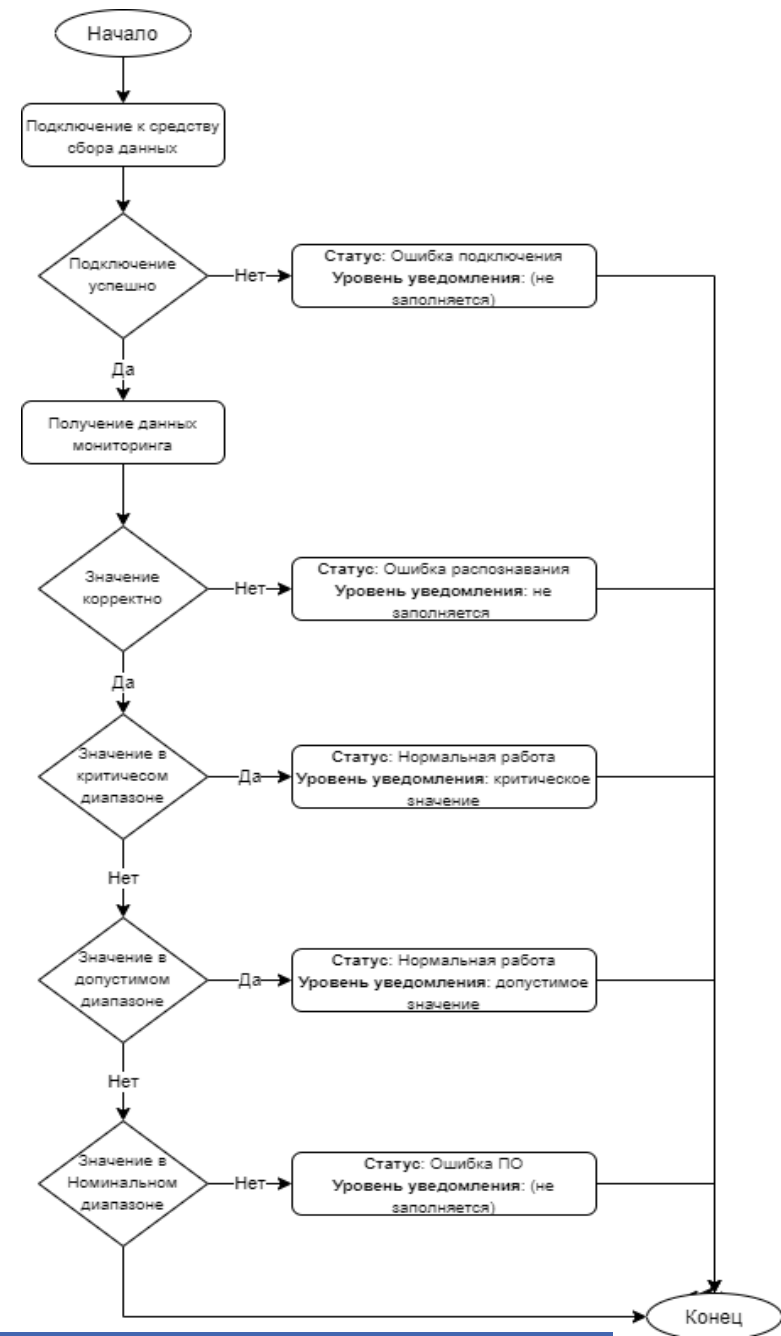 Начало
Подключение к средству
сбора данных
Подключение
успешно
Нет
Статус: Ошибка подключения
Уровень уведомления: (не
заполняется)
Да
Получение данных
мониторинга
Значение
корректно
Нет
Статус: Ошибка распознавания
Уровень уведомления: не
заполняется
Да
Значение в
критичесом
диапазоне
Да
Статус: Нормальная работа
Уровень уведомления: критическое
значение
Нет
Значение в
допустимом
диапазоне
Да
Статус: Нормальная работа
Уровень уведомления: допустимое
значение
Нет
Значение в
Номинальном
диапазоне
Нет
Статус: Ошибка ПО
Уровень уведомления: (не
заполняется)
Конец